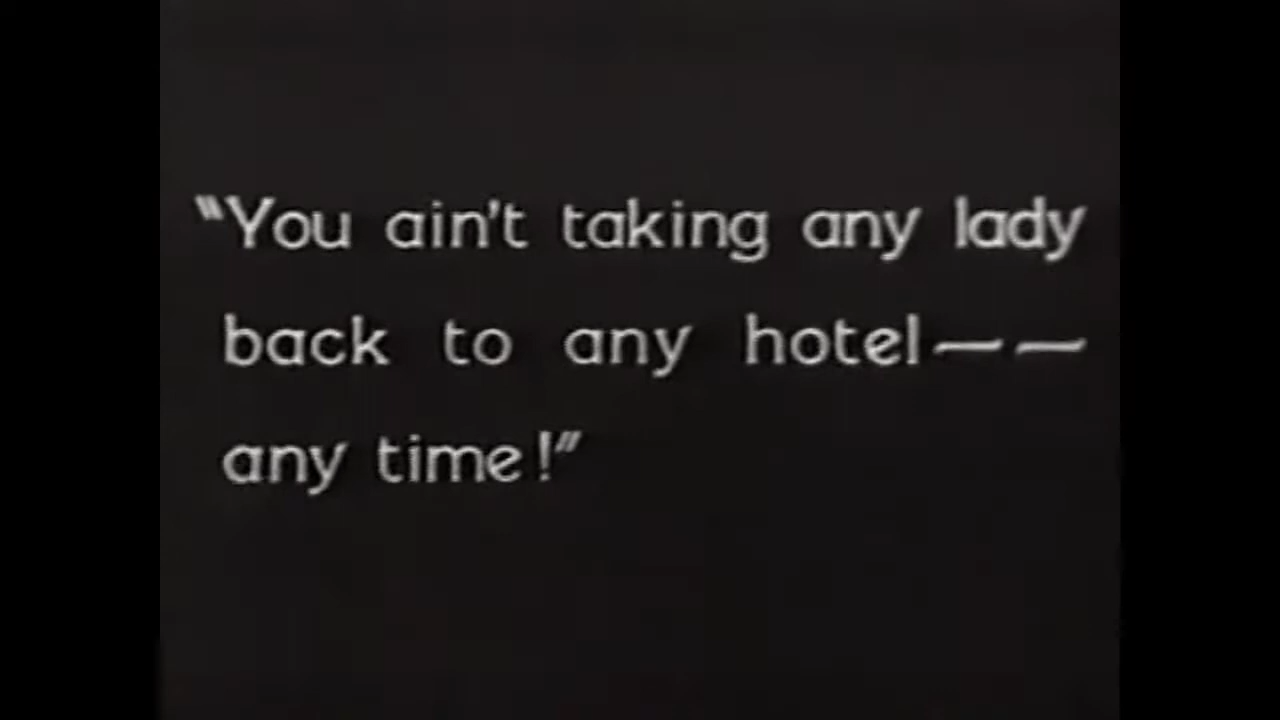 "You ain't taking any lady
back to any hotel——
any time!"